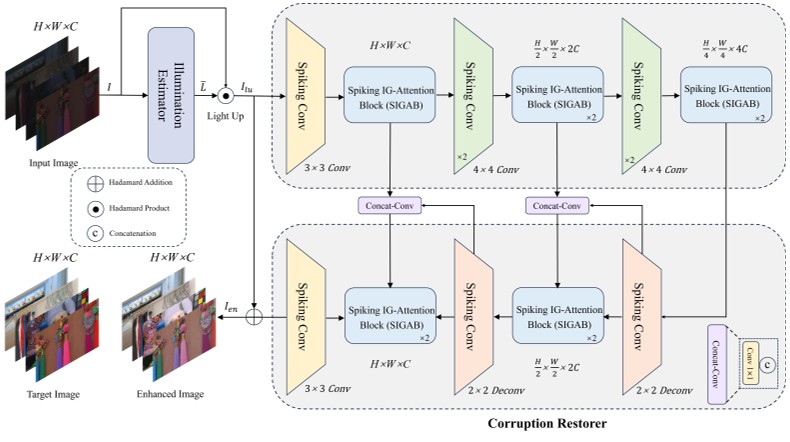 H×W×C
Input Image
I
Illumination
Estimator
L̄
Light Up
I_lu
Spiking Conv
3×3 Conv
H×W×C
Spiking IG-Attention
Block (SIGAB)
Spiking Conv
×2
4×4 Conv
H/2×W/2×2C
Spiking IG-Attention
Block (SIGAB)
×2
Spiking Conv
×2
4×4 Conv
H/4×W/4×4C
Spiking IG-Attention
Block (SIGAB)
×2
Hadamard Addition
Hadamard Product
C Concatenation
Concat-Conv
Concat-Conv
H×W×C
Target Image
H×W×C
Enhanced Image
I_en
Spiking Conv
3×3 Conv
Spiking IG-Attention
Block (SIGAB)
×2
H×W×C
Spiking Conv
2×2 Deconv
Spiking IG-Attention
Block (SIGAB)
×2
H/2×W/2×2C
Spiking Conv
2×2 Deconv
Concat-Conv
Conv 1×1
C
Corruption Restorer